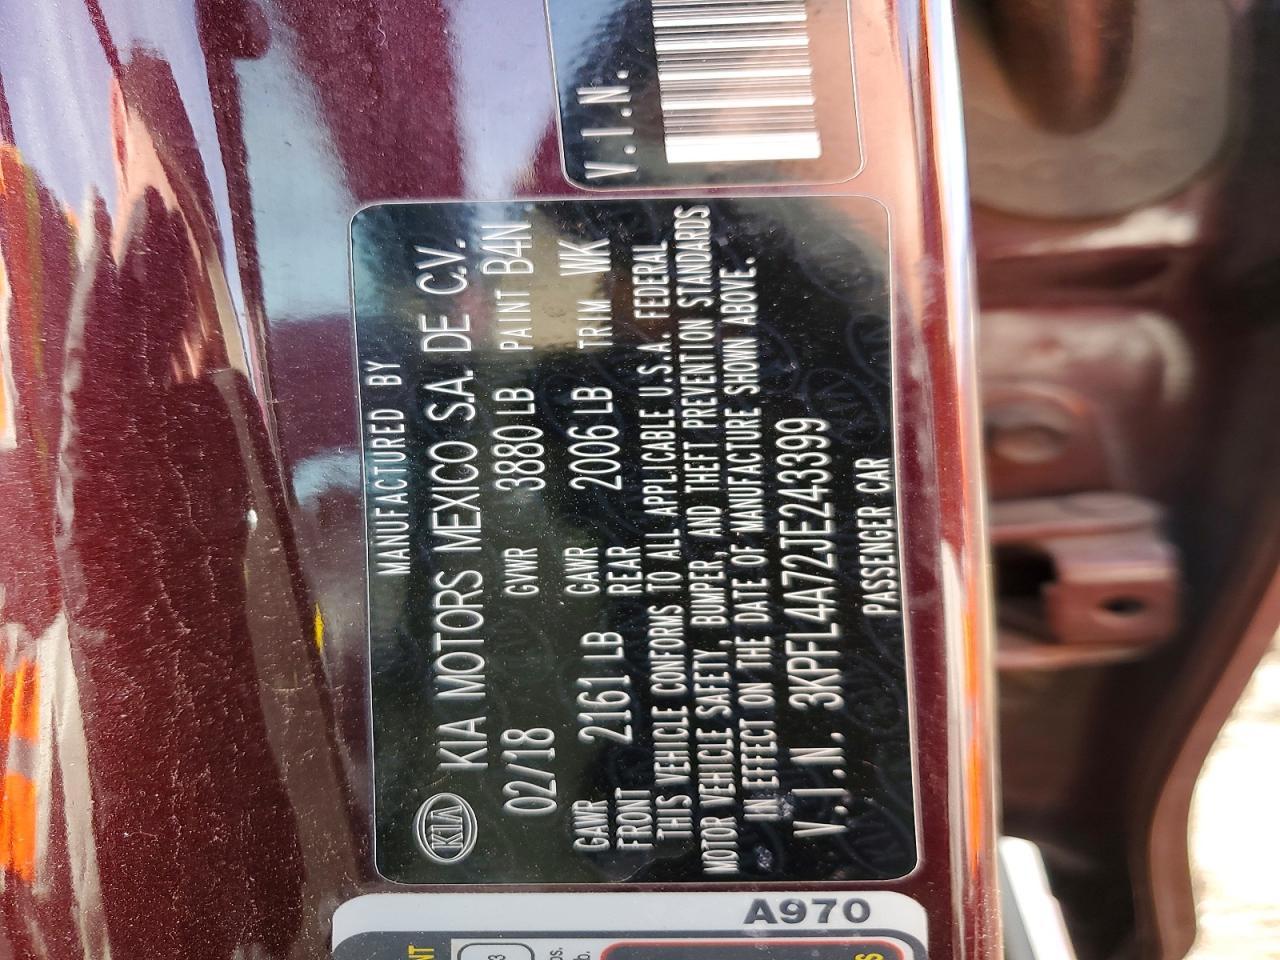 V.I.N.
MANUFACTURED BY
KIA KIA MOTORS MEXICO S.A. DE C.V.
02/18 GVWR 3880 LB PAINT B4N
GAWR FRONT 2161 LB GAWR REAR 2006 LB TRIM WK
THIS VEHICLE CONFORMS TO ALL APPLICABLE U.S.A. FEDERAL
MOTOR VEHICLE SAFETY, BUMPER, AND THEFT PREVENTION STANDARDS
IN EFFECT ON THE DATE OF MANUFACTURE SHOWN ABOVE.
V.I.N. 3KPFL4A72JE243399
PASSENGER CAR
A970